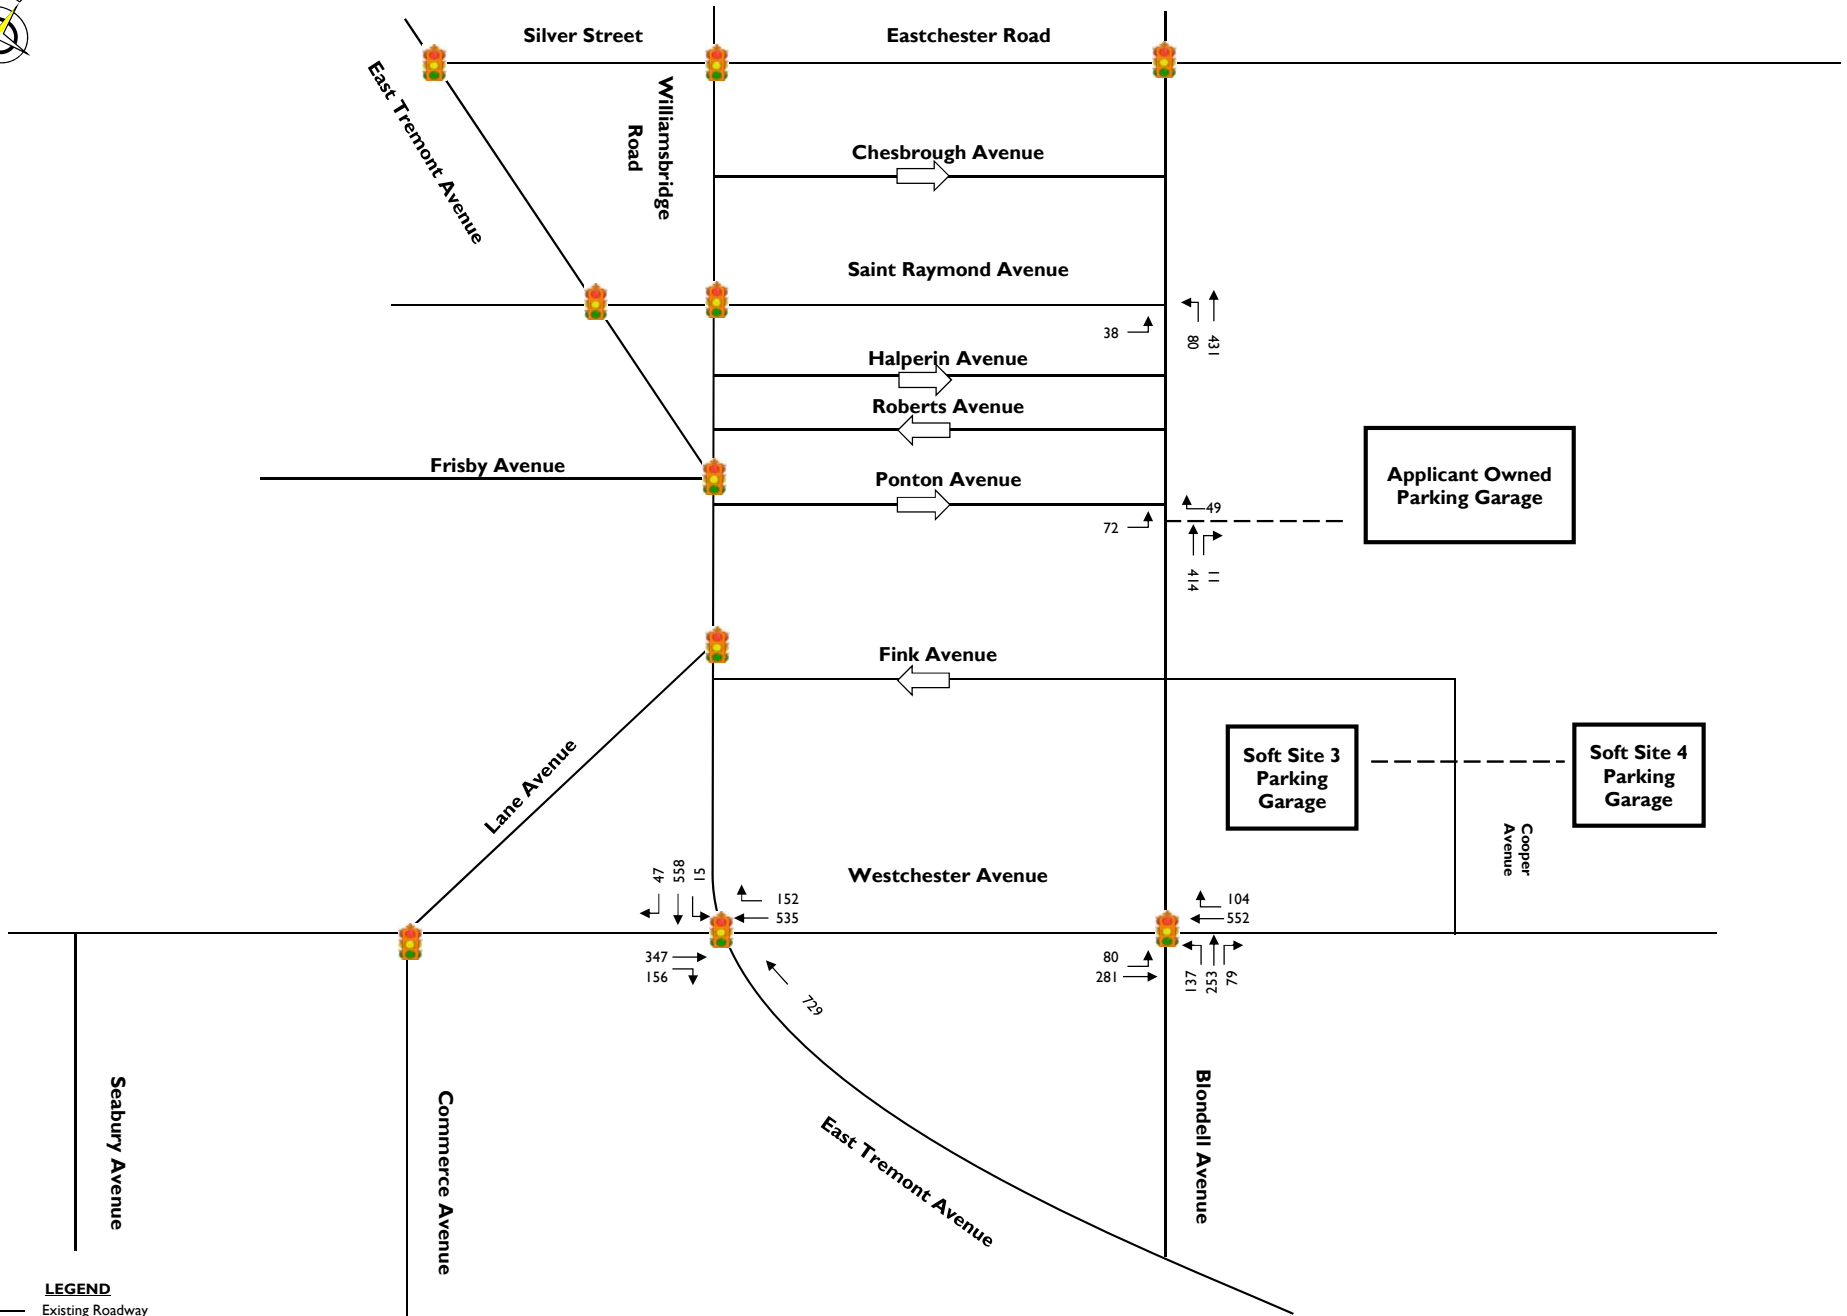 Silver Street
Eastchester Road
East Tremont Avenue
Williamsbridge
Road
Chesbrough Avenue
Saint Raymond Avenue
38
80
431
Halperin Avenue
Roberts Avenue
Frisby Avenue
Ponton Avenue
72
49
414
11
Applicant Owned
Parking Garage
Fink Avenue
Lane Avenue
Soft Site 3
Parking
Garage
Soft Site 4
Parking
Garage
Cooper
Avenue
47
558
15
152
535
Westchester Avenue
104
552
347
156
80
281
137
253
79
729
Seabury Avenue
Commerce Avenue
East Tremont Avenue
Blondell Avenue
LEGEND
Existing Roadway